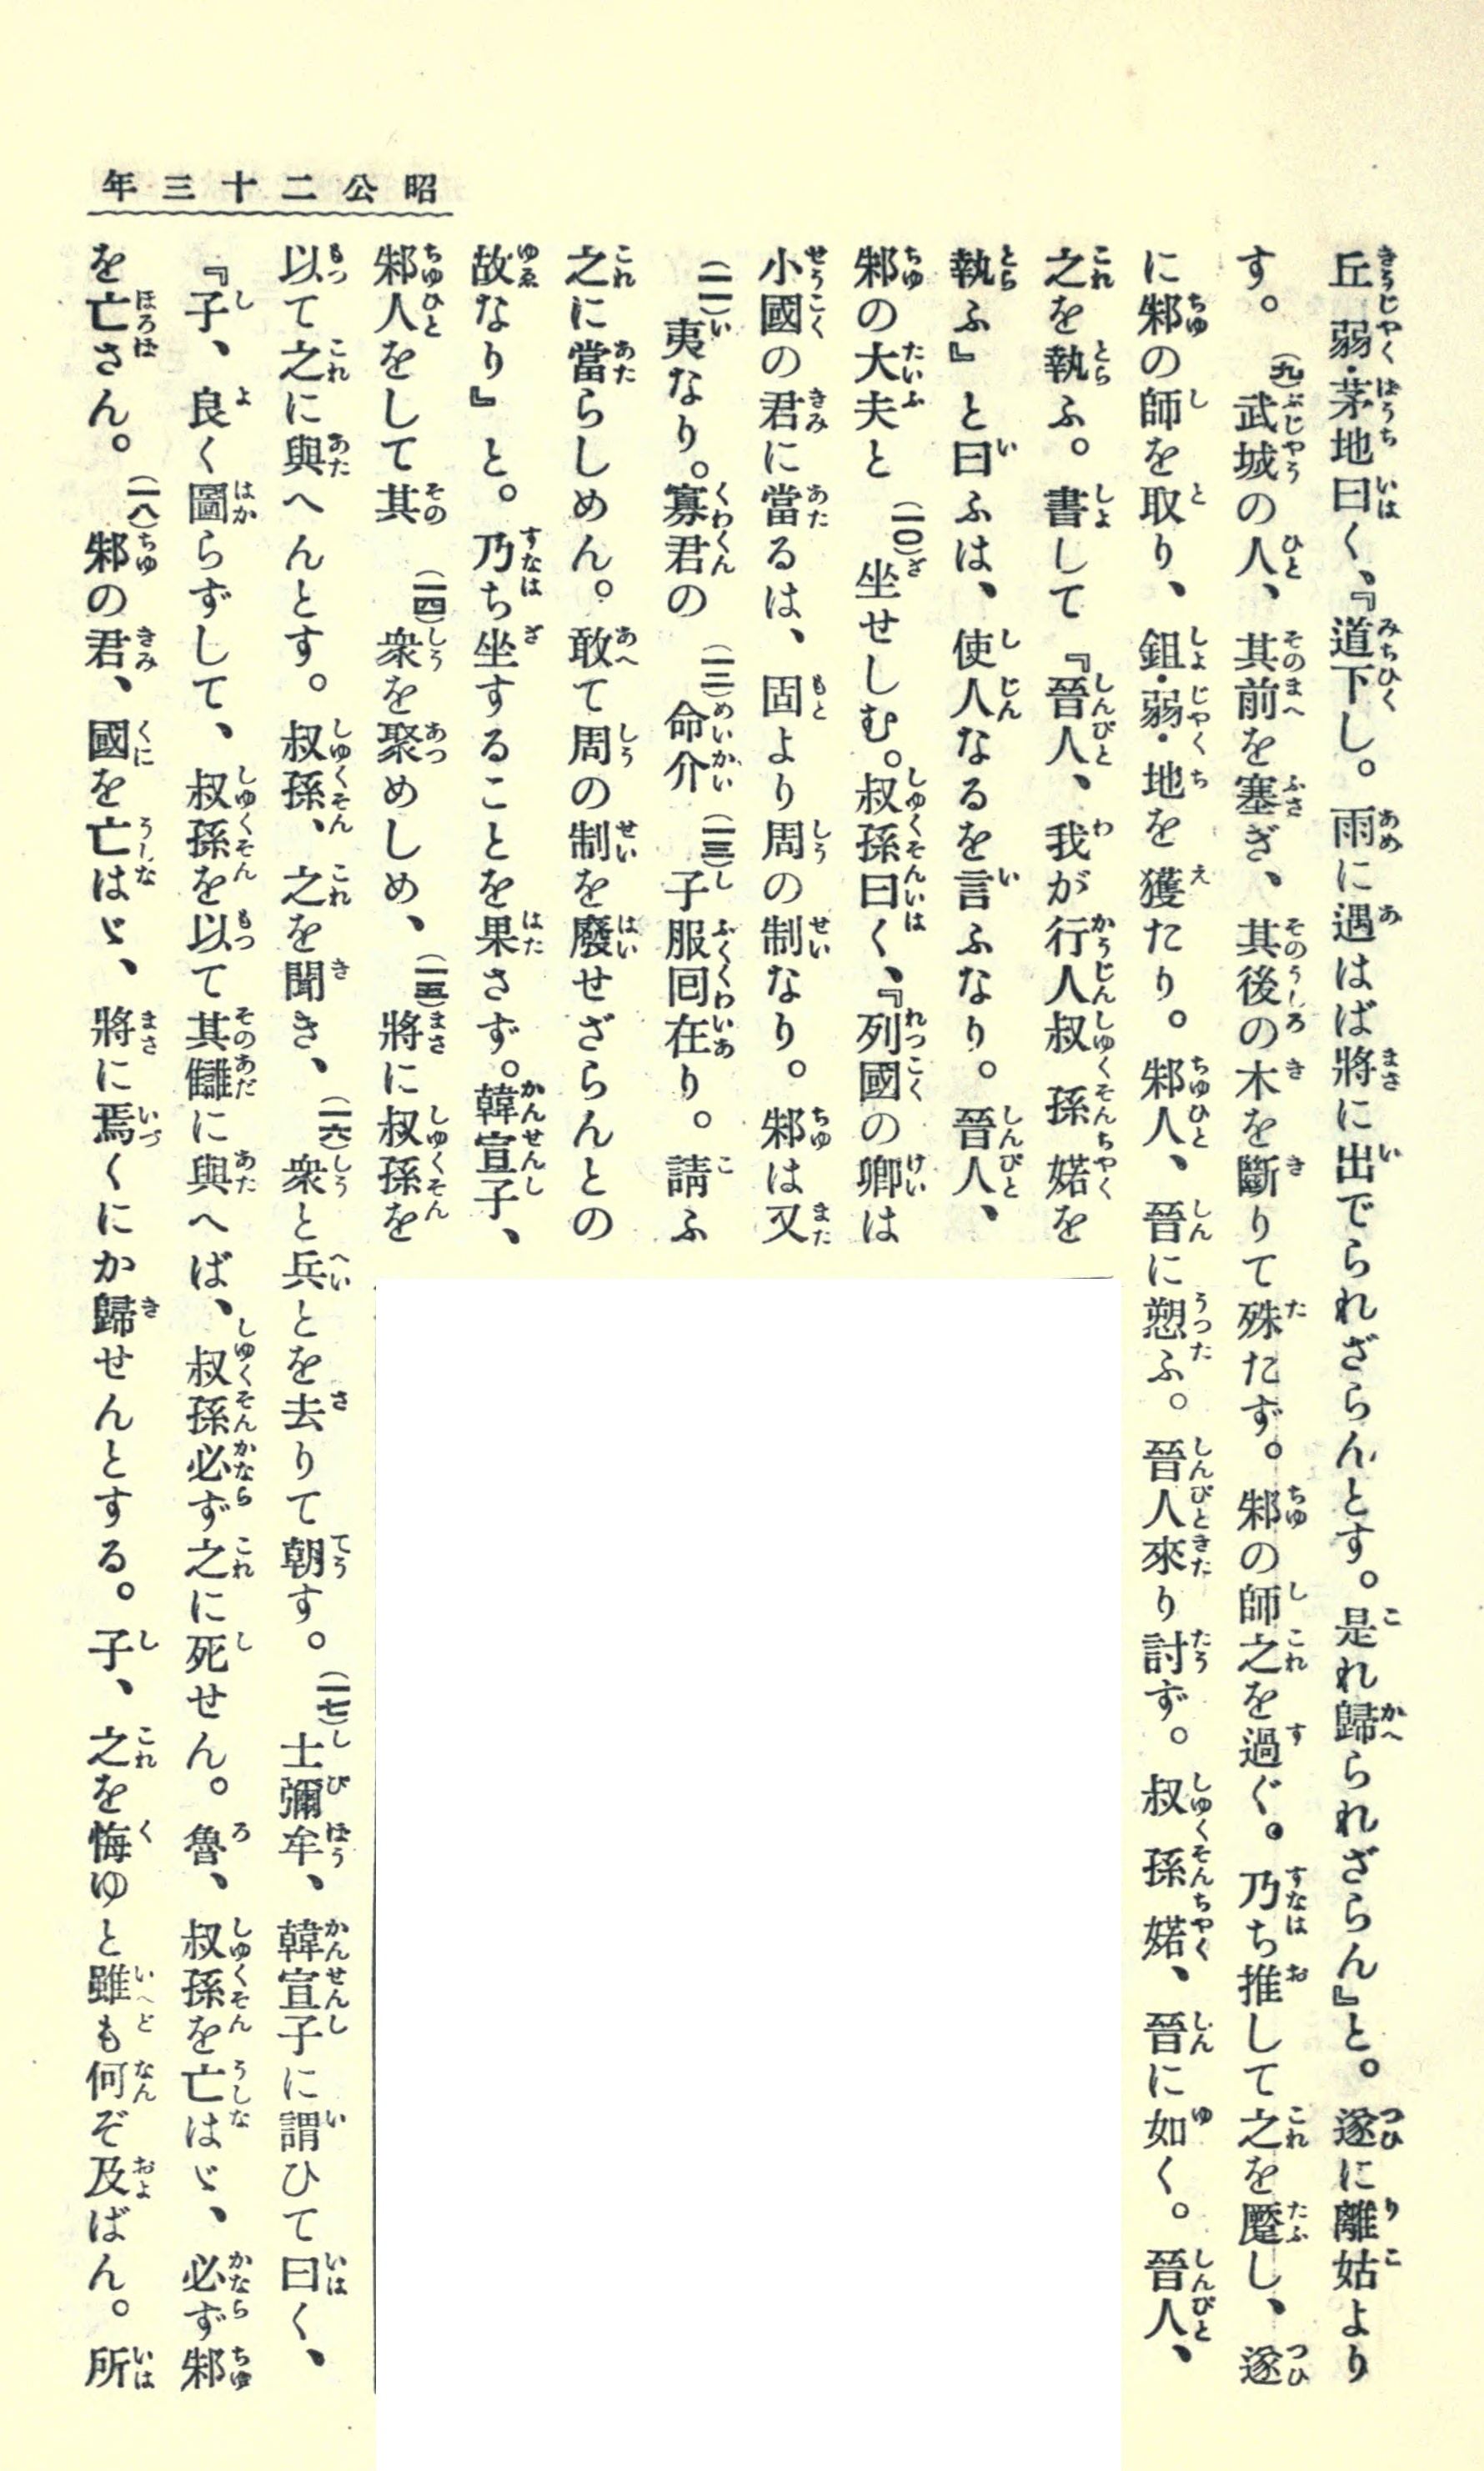 昭公二十三年
丘弱・茅地曰く、『道下し。雨に遇はば將に出でられざらんとす。是れ歸られざらん』と。遂に離姑より
す。(九)武城の人、其前を塞ぎ、其後の木を斷りて殊たず。邾の師之を過ぐ。乃ち推して之を蹷し、遂
に邾の師を取り、鉏・弱・地を獲たり。邾人、晉に愬ふ。晉人來り討ず。叔孫婼、晉に如く。晉人、
之を執ふ。書して『晉人、我が行人叔孫婼を
執ふ』と曰ふは、使人なるを言ふなり。晉人、
邾の大夫と(一〇)坐せしむ。叔孫曰く、『列國の卿は
小國の君に當るは、固より周の制なり。邾は又
(一一)夷なり。寡君の(一二)命介(一三)子服回在り。請ふ
之に當らしめん。敢て周の制を廢せざらんとの
故なり』と。乃ち坐することを果さず。韓宣子、
邾人をして其(一四)衆を聚めしめ、(一五)將に叔孫を
以て之に與へんとす。叔孫、之を聞き、(一六)衆と兵とを去りて朝す。(一七)士彌牟、韓宣子に謂ひて曰く、
『子、良く圖らずして、叔孫を以て其讎に與へば、叔孫必ず之に死せん。魯、叔孫を亡はゞ、必ず邾
を亡さん。(一八)邾の君、國を亡はゞ、將に焉くにか歸せんとする。子、之を悔ゆと雖も何ぞ及ばん。所